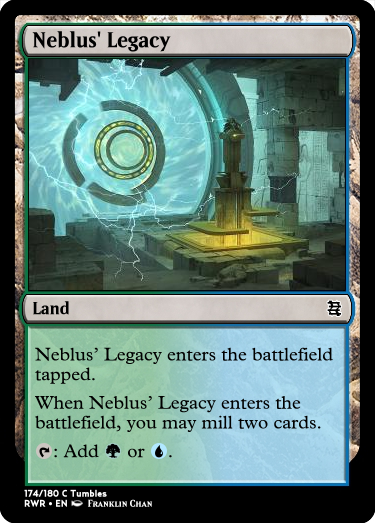 Neblus' Legacy
Land
Neblus' Legacy enters the battlefield
tapped.
When Neblus' Legacy enters the
battlefield, you may mill two cards.
: Add or .
174/180 C Tumbles
RWR • EN Franklin Chan